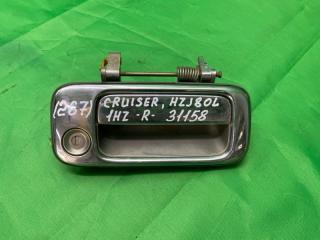 (287) CRUISER, HZJ80L
1HZ -R- 31158